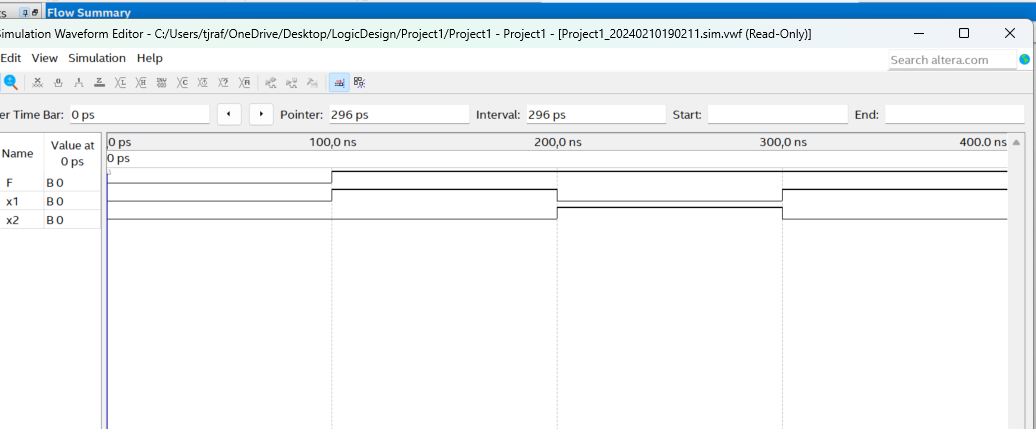 ts Flow Summary
Simulation Waveform Editor - C:/Users/tjraf/OneDrive/Desktop/LogicDesign/Project1/Project1 - Project1 - [Project1_20240210190211.sim.vwf (Read-Only)]
Edit View Simulation Help Search altera.com
er Time Bar: 0 ps Pointer: 296 ps Interval: 296 ps Start: End:
Name Value at 0 ps 0 ps 100,0 ns 200,0 ns 300,0 ns 400.0 ns
0 ps
F B 0
x1 B 0
x2 B 0